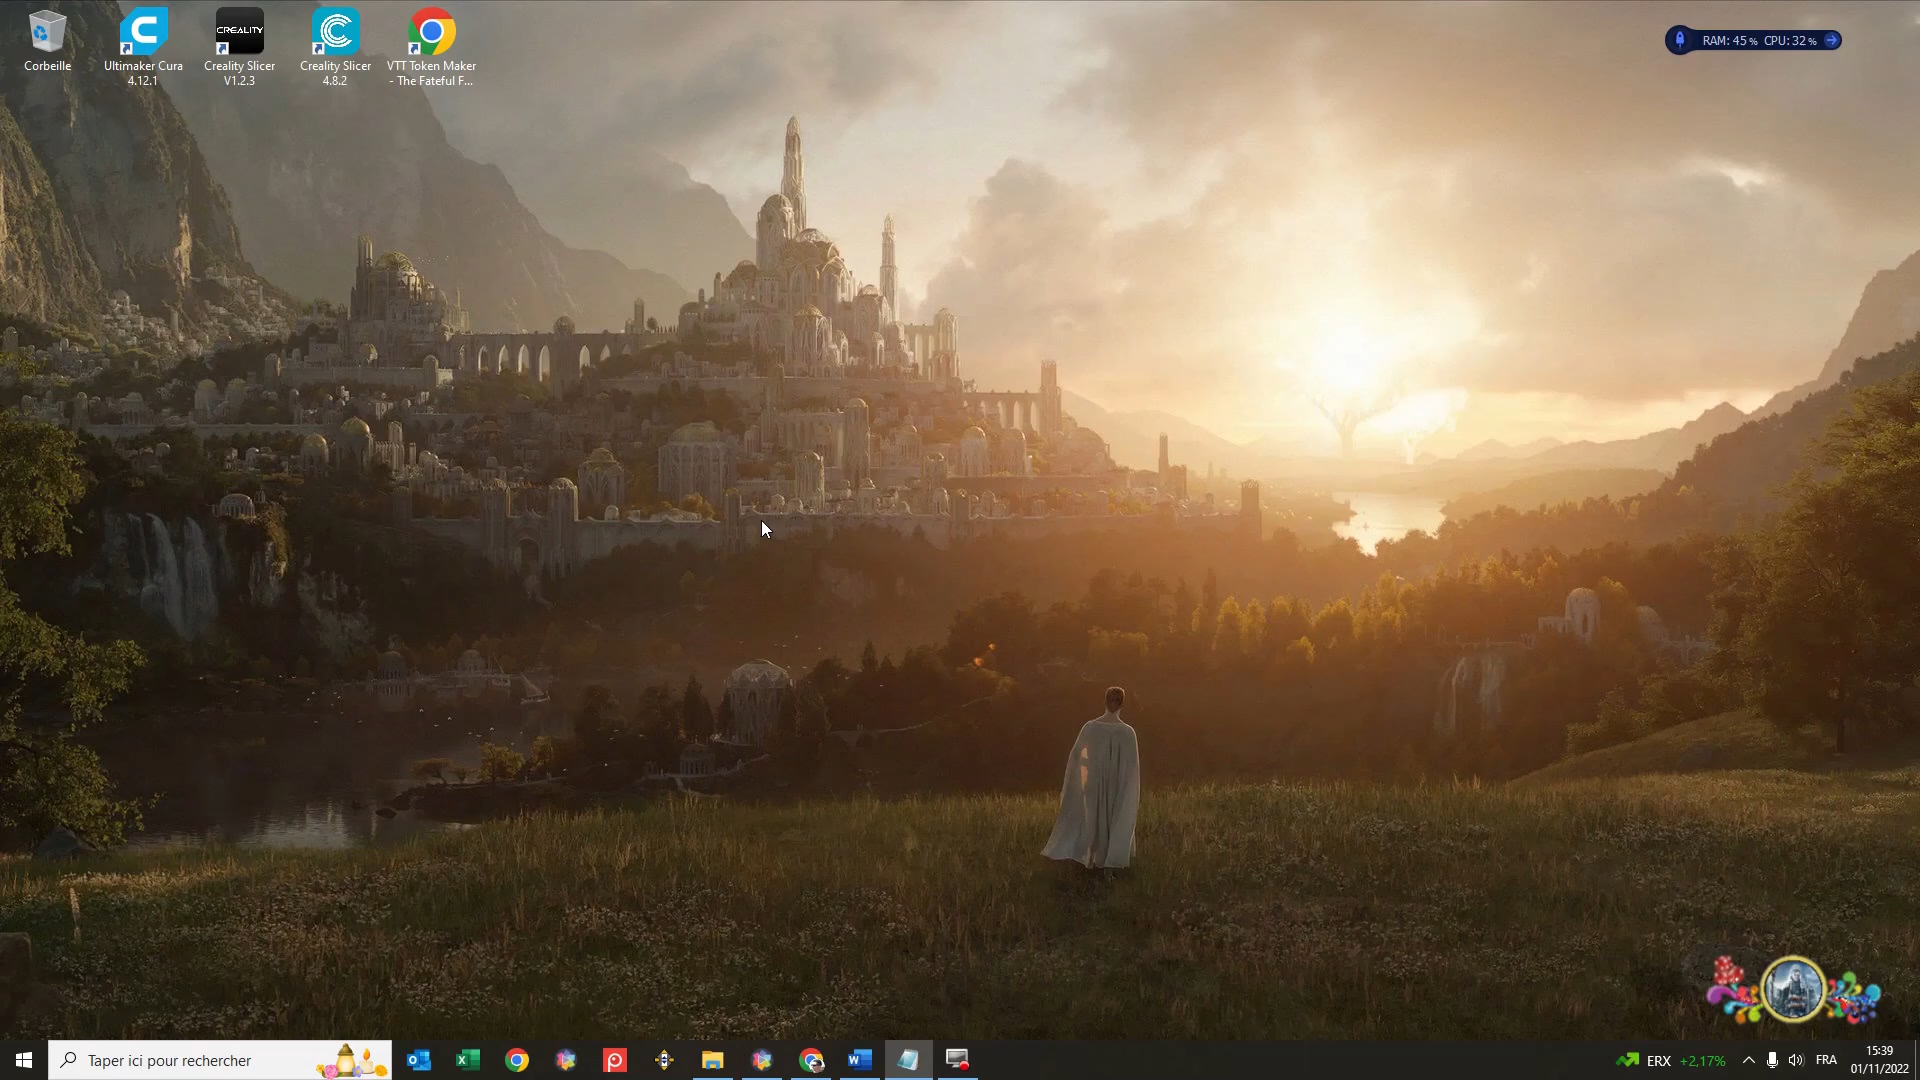 CREALITY
RAM: 45 % CPU: 32 %
Corbeille
Ultimaker Cura
4.12.1
Creality Slicer
V1.2.3
Creality Slicer
4.8.2
VTT Token Maker
- The Fateful F...
Taper ici pour rechercher
ERX +2,17%
FRA
15:39
01/11/2022